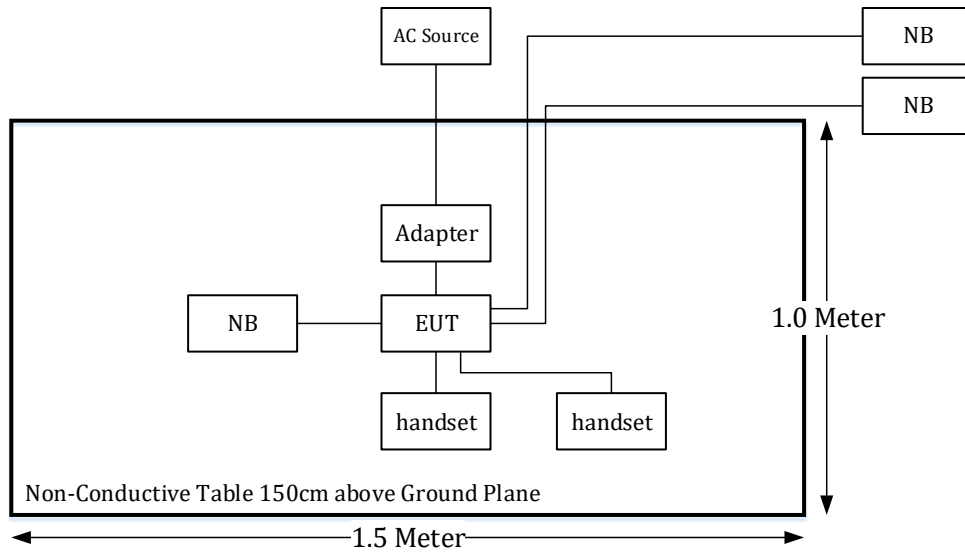 AC Source
NB
NB
Adapter
NB
EUT
1.0 Meter
handset
handset
Non-Conductive Table 150cm above Ground Plane
1.5 Meter